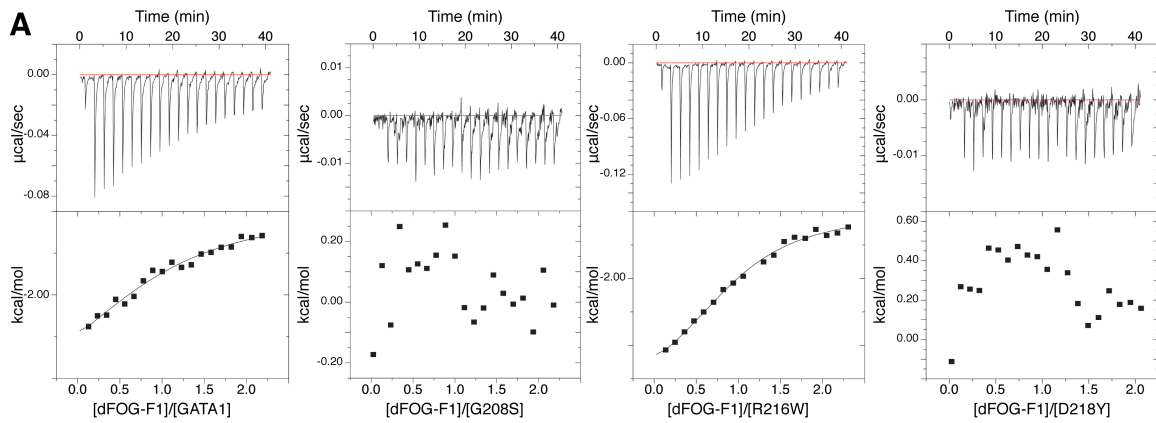 A
Time (min)
0 10 20 30 40
0.00
-0.04
-0.08
µcal/sec
-2.00
kcal/mol
0.0 0.5 1.0 1.5 2.0
[dFOG-F1]/[GATA1]
Time (min)
0 10 20 30 40
0.01
0.00
-0.01
µcal/sec
0.20
0.00
-0.20
kcal/mol
0.0 0.5 1.0 1.5 2.0
[dFOG-F1]/[G208S]
Time (min)
0 10 20 30 40
0.00
-0.06
-0.12
µcal/sec
-2.00
kcal/mol
0.0 0.5 1.0 1.5 2.0
[dFOG-F1]/[R216W]
Time (min)
0 10 20 30 40
0.00
-0.01
µcal/sec
0.60
0.40
0.20
0.00
kcal/mol
0.0 0.5 1.0 1.5 2.0
[dFOG-F1]/[D218Y]